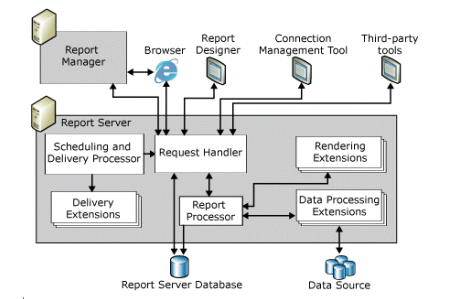 Report
Manager
Browser
Report
Designer
Connection
Management Tool
Third-party
tools
Report Server
Scheduling and
Delivery Processor
Request Handler
Rendering
Extensions
Delivery
Extensions
Report
Processor
Data Processing
Extensions
Report Server Database
Data Source